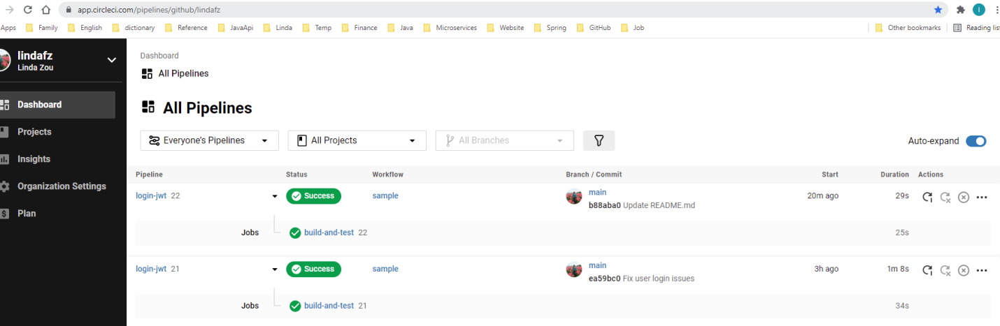 app.circleci.com/pipelines/github/lindafz
Apps Family English dictionary Reference JavaApi Linda Temp Finance Java Microservices Website Spring GitHub Job Other bookmarks Reading list
lindafz
Linda Zou
Dashboard
Projects
Insights
Organization Settings
Plan
Dashboard
All Pipelines
All Pipelines
Everyone's Pipelines All Projects All Branches Auto-expand
Pipeline Status Workflow Branch / Commit Start Duration Actions
login-jwt 22 Success sample main 20m ago 29s
b88aba0 Update README.md
Jobs build-and-test 22 25s
login-jwt 21 Success sample main 3h ago 1m 8s
ea59bc0 Fix user login issues
Jobs build-and-test 21 34s